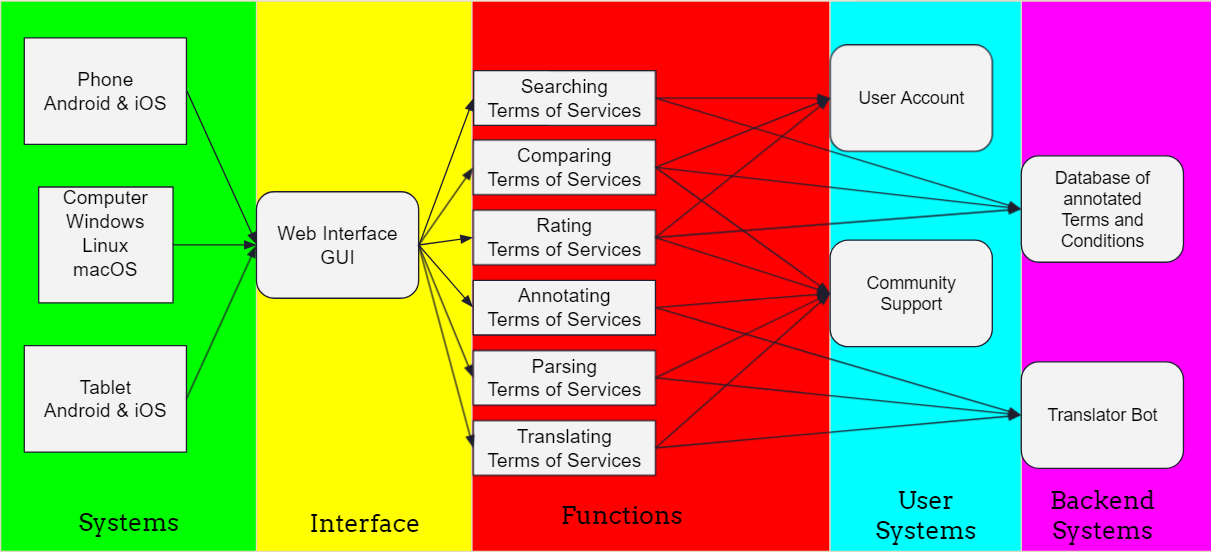 Phone
Android & iOS
Computer
Windows
Linux
macOS
Tablet
Android & iOS
Systems
Web Interface
GUI
Interface
Searching
Terms of Services
Comparing
Terms of Services
Rating
Terms of Services
Annotating
Terms of Services
Parsing
Terms of Services
Translating
Terms of Services
Functions
User Account
Community
Support
User
Systems
Database of
annotated
Terms and
Conditions
Translator Bot
Backend
Systems